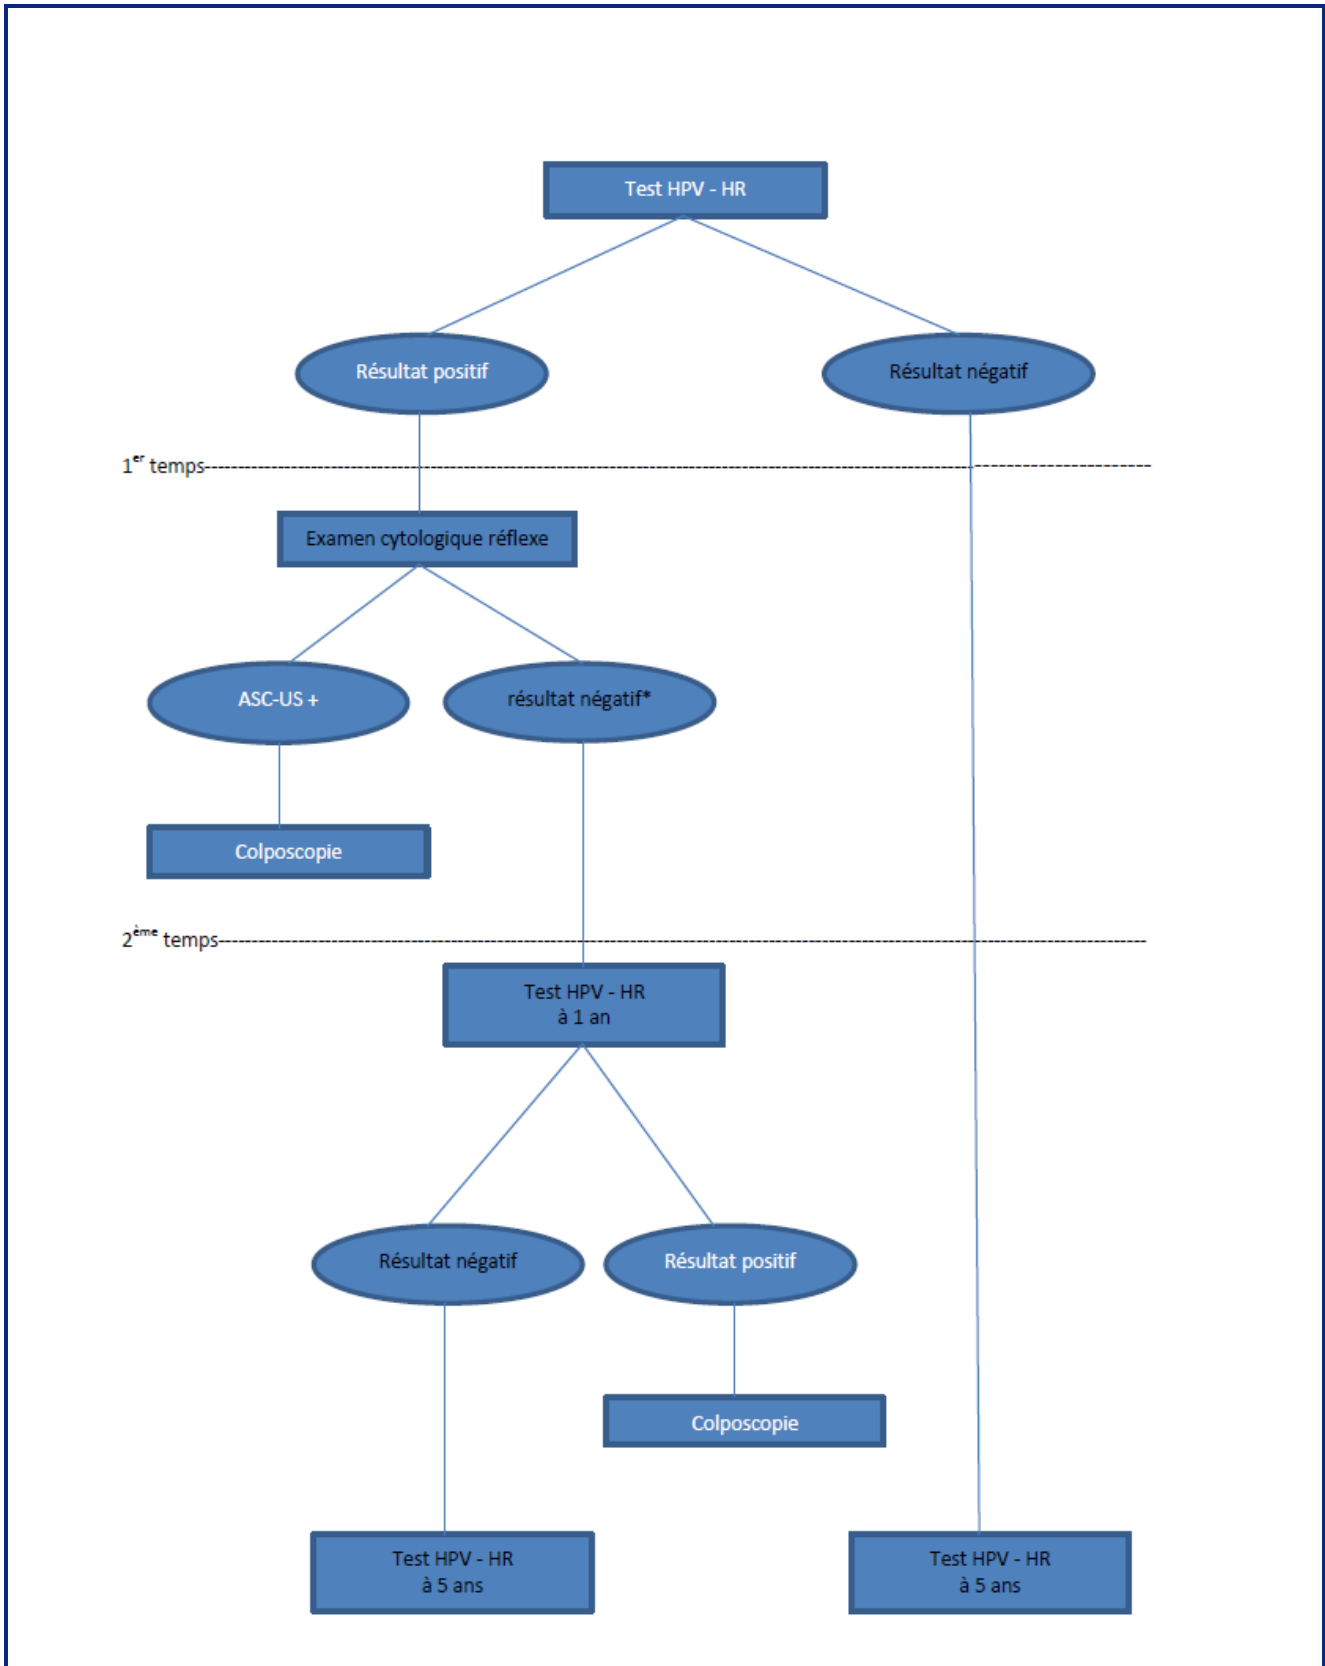 Test HPV - HR
Résultat positif
Résultat négatif
1er temps
Examen cytologique réflexe
ASC-US +
résultat négatif*
Colposcopie
2ème temps
Test HPV - HR
à 1 an
Résultat négatif
Résultat positif
Colposcopie
Test HPV - HR
à 5 ans
Test HPV - HR
à 5 ans